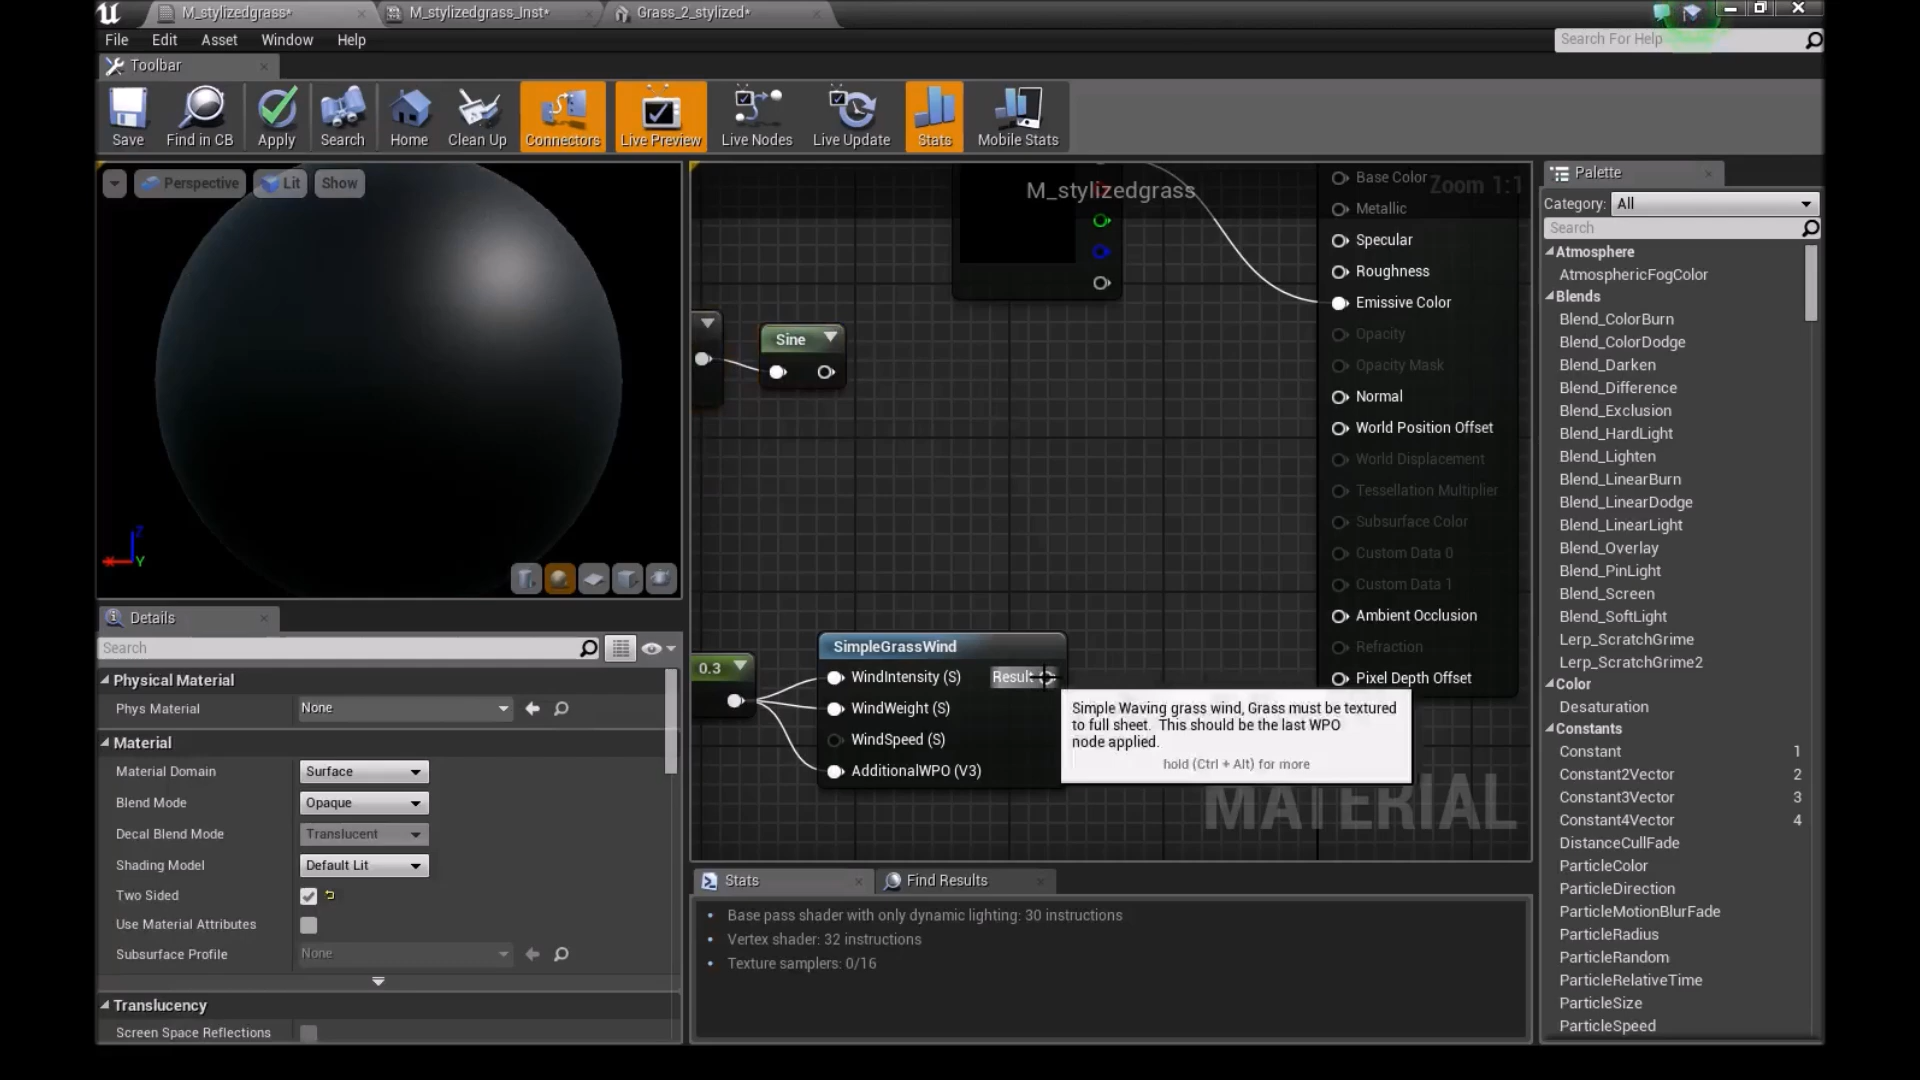 M_stylizedgrass*
M_stylizedgrass_Inst*
Grass_2_stylized*
File
Edit
Asset
Window
Help
Search For Help
Toolbar
Save
Find in CB
Apply
Search
Home
Clean Up
Connectors
Live Preview
Live Nodes
Live Update
Stats
Mobile Stats
Perspective
Lit
Show
Z
X
Y
M_stylizedgrass
Zoom 1:1
Base Color
Metallic
Specular
Roughness
Emissive Color
Opacity
Opacity Mask
Normal
World Position Offset
World Displacement
Tessellation Multiplier
Subsurface Color
Custom Data 0
Custom Data 1
Ambient Occlusion
Refraction
Pixel Depth Offset
Sine
0.3
SimpleGrassWind
WindIntensity (S)
Result
WindWeight (S)
WindSpeed (S)
AdditionalWPO (V3)
Simple Waving grass wind, Grass must be textured
to full sheet. This should be the last WPO
node applied.
hold (Ctrl + Alt) for more
MATERIAL
Palette
Category:
All
Search
Atmosphere
AtmosphericFogColor
Blends
Blend_ColorBurn
Blend_ColorDodge
Blend_Darken
Blend_Difference
Blend_Exclusion
Blend_HardLight
Blend_Lighten
Blend_LinearBurn
Blend_LinearDodge
Blend_LinearLight
Blend_Overlay
Blend_PinLight
Blend_Screen
Blend_SoftLight
Lerp_ScratchGrime
Lerp_ScratchGrime2
Color
Desaturation
Constants
Constant 1
Constant2Vector 2
Constant3Vector 3
Constant4Vector 4
DistanceCullFade
ParticleColor
ParticleDirection
ParticleMotionBlurFade
ParticleRadius
ParticleRandom
ParticleRelativeTime
ParticleSize
ParticleSpeed
Details
Search
Physical Material
Phys Material
None
Material
Material Domain
Surface
Blend Mode
Opaque
Decal Blend Mode
Translucent
Shading Model
Default Lit
Two Sided
Use Material Attributes
Subsurface Profile
None
Translucency
Screen Space Reflections
Stats
Find Results
Base pass shader with only dynamic lighting: 30 instructions
Vertex shader: 32 instructions
Texture samplers: 0/16